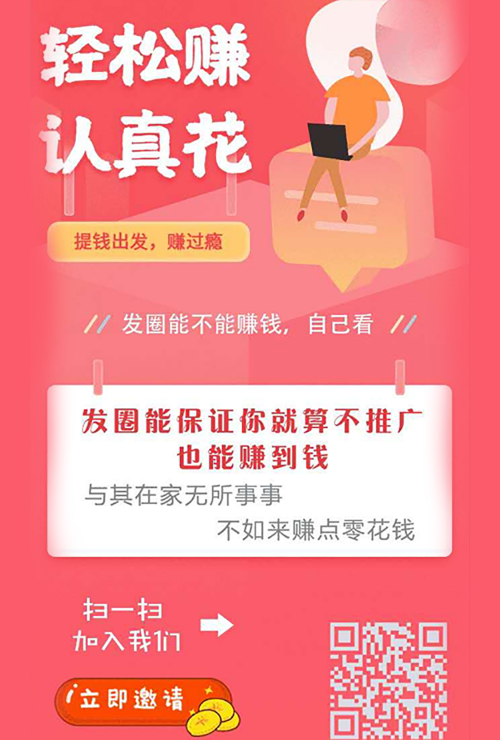 轻松赚
认真花
提钱出发，赚过瘾
发圈能不能赚钱，自己看
发圈能保证你就算不推广
也能赚到钱
与其在家无所事事
不如来赚点零花钱
扫一扫
加入我们
立即邀请